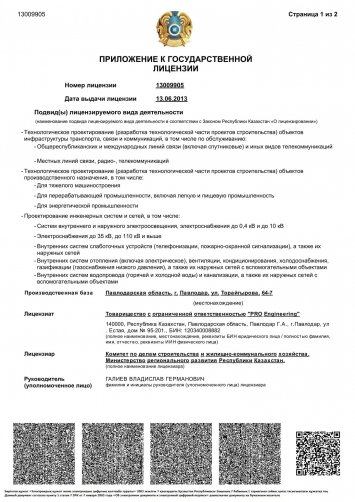 13009905
Страница 1 из 2
ПРИЛОЖЕНИЕ К ГОСУДАРСТВЕННОЙ
ЛИЦЕНЗИИ
Номер лицензии 13009905
Дата выдачи лицензии 13.06.2013
Подвид(ы) лицензируемого вида деятельности
(наименование подвида лицензируемого вида деятельности в соответствии с Законом Республики Казахстан «О лицензировании»)
- Технологическое проектирование (разработка технологической части проектов строительства) объектов
инфраструктуры транспорта, связи и коммуникаций, в том числе по обслуживанию:
- Общереспубликанских и международных линий связи (включая спутниковые) и иных видов телекоммуникаций
- Местных линий связи, радио-, телекоммуникаций
- Технологическое проектирование (разработка технологической части проектов строительства) объектов
производственного назначения, в том числе:
- Для тяжелого машиностроения
- Для перерабатывающей промышленности, включая легкую и пищевую промышленность
- Для энергетической промышленности
- Проектирование инженерных систем и сетей, в том числе:
- Систем внутреннего и наружного электроосвещения, электроснабжения до 0,4 кВ и до 10 кВ
- Электроснабжения до 35 кВ, до 110 кВ и выше
- Внутренних систем слаботочных устройств (телефонизации, пожарно-охранной сигнализации), а также их
наружных сетей
- Внутренних систем отопления (включая электрическое), вентиляции, кондиционирования, холодоснабжения,
газификации (газоснабжения низкого давления), а также их наружных сетей с вспомогательными объектами
- Внутренних систем водопровода (горячей и холодной воды) и канализации, а также их наружных сетей с
вспомогательными объектами
Производственная база Павлодарская область, г. Павлодар, ул. Торайгырова, 64-7
(местонахождение)
Лицензиат Товарищество с ограниченной ответственностью "PRO Engineering"
140000, Республика Казахстан, Павлодарская область, Павлодар Г.А., г.Павлодар, ул
. Естая, дом № 95-201., БИН: 120340008882
(полное наименование, местонахождение, реквизиты БИН юридического лица / полностью фамилия,
имя, отчество, реквизиты ИИН физического лица)
Лицензиар Комитет по делам строительства и жилищно-коммунального хозяйства.
Министерство регионального развития Республики Казахстан.
(полное наименование лицензиара)
Руководитель ГАЛИЕВ ВЛАДИСЛАВ ГЕРМАНОВИЧ
(уполномоченное лицо) фамилия и инициалы руководителя (уполномоченного лица) лицензиара